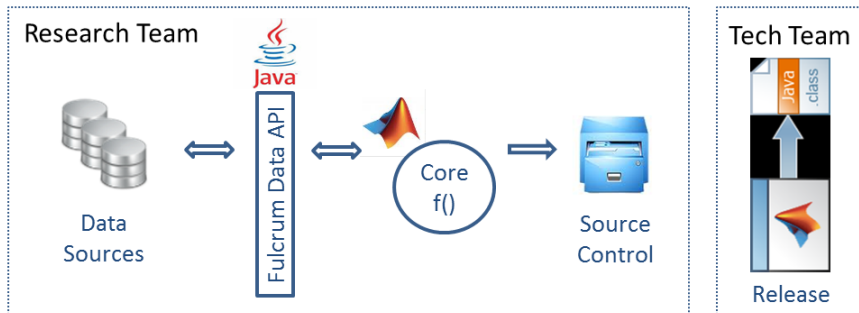 Research Team
Java
Data
Sources
Fulcrum Data API
Core
f()
Source
Control
Tech Team
Java
.class
Release